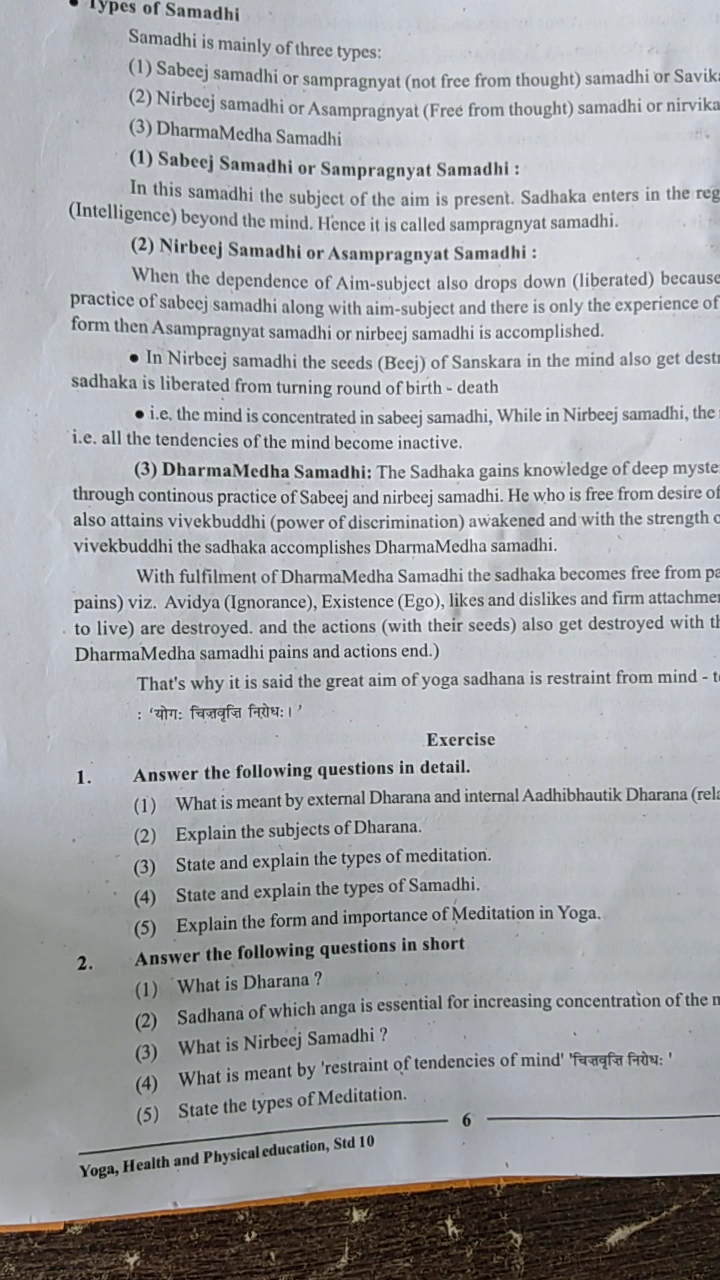 • Types of Samadhi
Samadhi is mainly of three types:
(1) Sabeej samadhi or sampragnyat (not free from thought) samadhi or Savik
(2) Nirbeej samadhi or Asampragnyat (Free from thought) samadhi or nirvika
(3) DharmaMedha Samadhi
(1) Sabeej Samadhi or Sampragnyat Samadhi :
In this samadhi the subject of the aim is present. Sadhaka enters in the reg
(Intelligence) beyond the mind. Hence it is called sampragnyat samadhi.
(2) Nirbeej Samadhi or Asampragnyat Samadhi :
When the dependence of Aim-subject also drops down (liberated) because
practice of sabeej samadhi along with aim-subject and there is only the experience of
form then Asampragnyat samadhi or nirbeej samadhi is accomplished.
• In Nirbeej samadhi the seeds (Beej) of Sanskara in the mind also get destr
sadhaka is liberated from turning round of birth - death
• i.e. the mind is concentrated in sabeej samadhi, While in Nirbeej samadhi, the
i.e. all the tendencies of the mind become inactive.
(3) DharmaMedha Samadhi: The Sadhaka gains knowledge of deep myste
through continous practice of Sabeej and nirbeej samadhi. He who is free from desire of
also attains vivekbuddhi (power of discrimination) awakened and with the strength o
vivekbuddhi the sadhaka accomplishes DharmaMedha samadhi.
With fulfilment of DharmaMedha Samadhi the sadhaka becomes free from pa
pains) viz. Avidya (Ignorance), Existence (Ego), likes and dislikes and firm attachme
to live) are destroyed. and the actions (with their seeds) also get destroyed with th
DharmaMedha samadhi pains and actions end.)
That's why it is said the great aim of yoga sadhana is restraint from mind - t
: 'योगः चित्रवृत्रि निरोधः। '
Exercise
1. Answer the following questions in detail.
(1) What is meant by external Dharana and internal Aadhibhautik Dharana (rela
(2) Explain the subjects of Dharana.
(3) State and explain the types of meditation.
(4) State and explain the types of Samadhi.
(5) Explain the form and importance of Meditation in Yoga.
2. Answer the following questions in short
(1) What is Dharana ?
(2) Sadhana of which anga is essential for increasing concentration of the m
(3) What is Nirbeej Samadhi ?
(4) What is meant by 'restraint of tendencies of mind' 'चित्रवृत्रि निरोधः '
(5) State the types of Meditation.
6
Yoga, Health and Physical education, Std 10